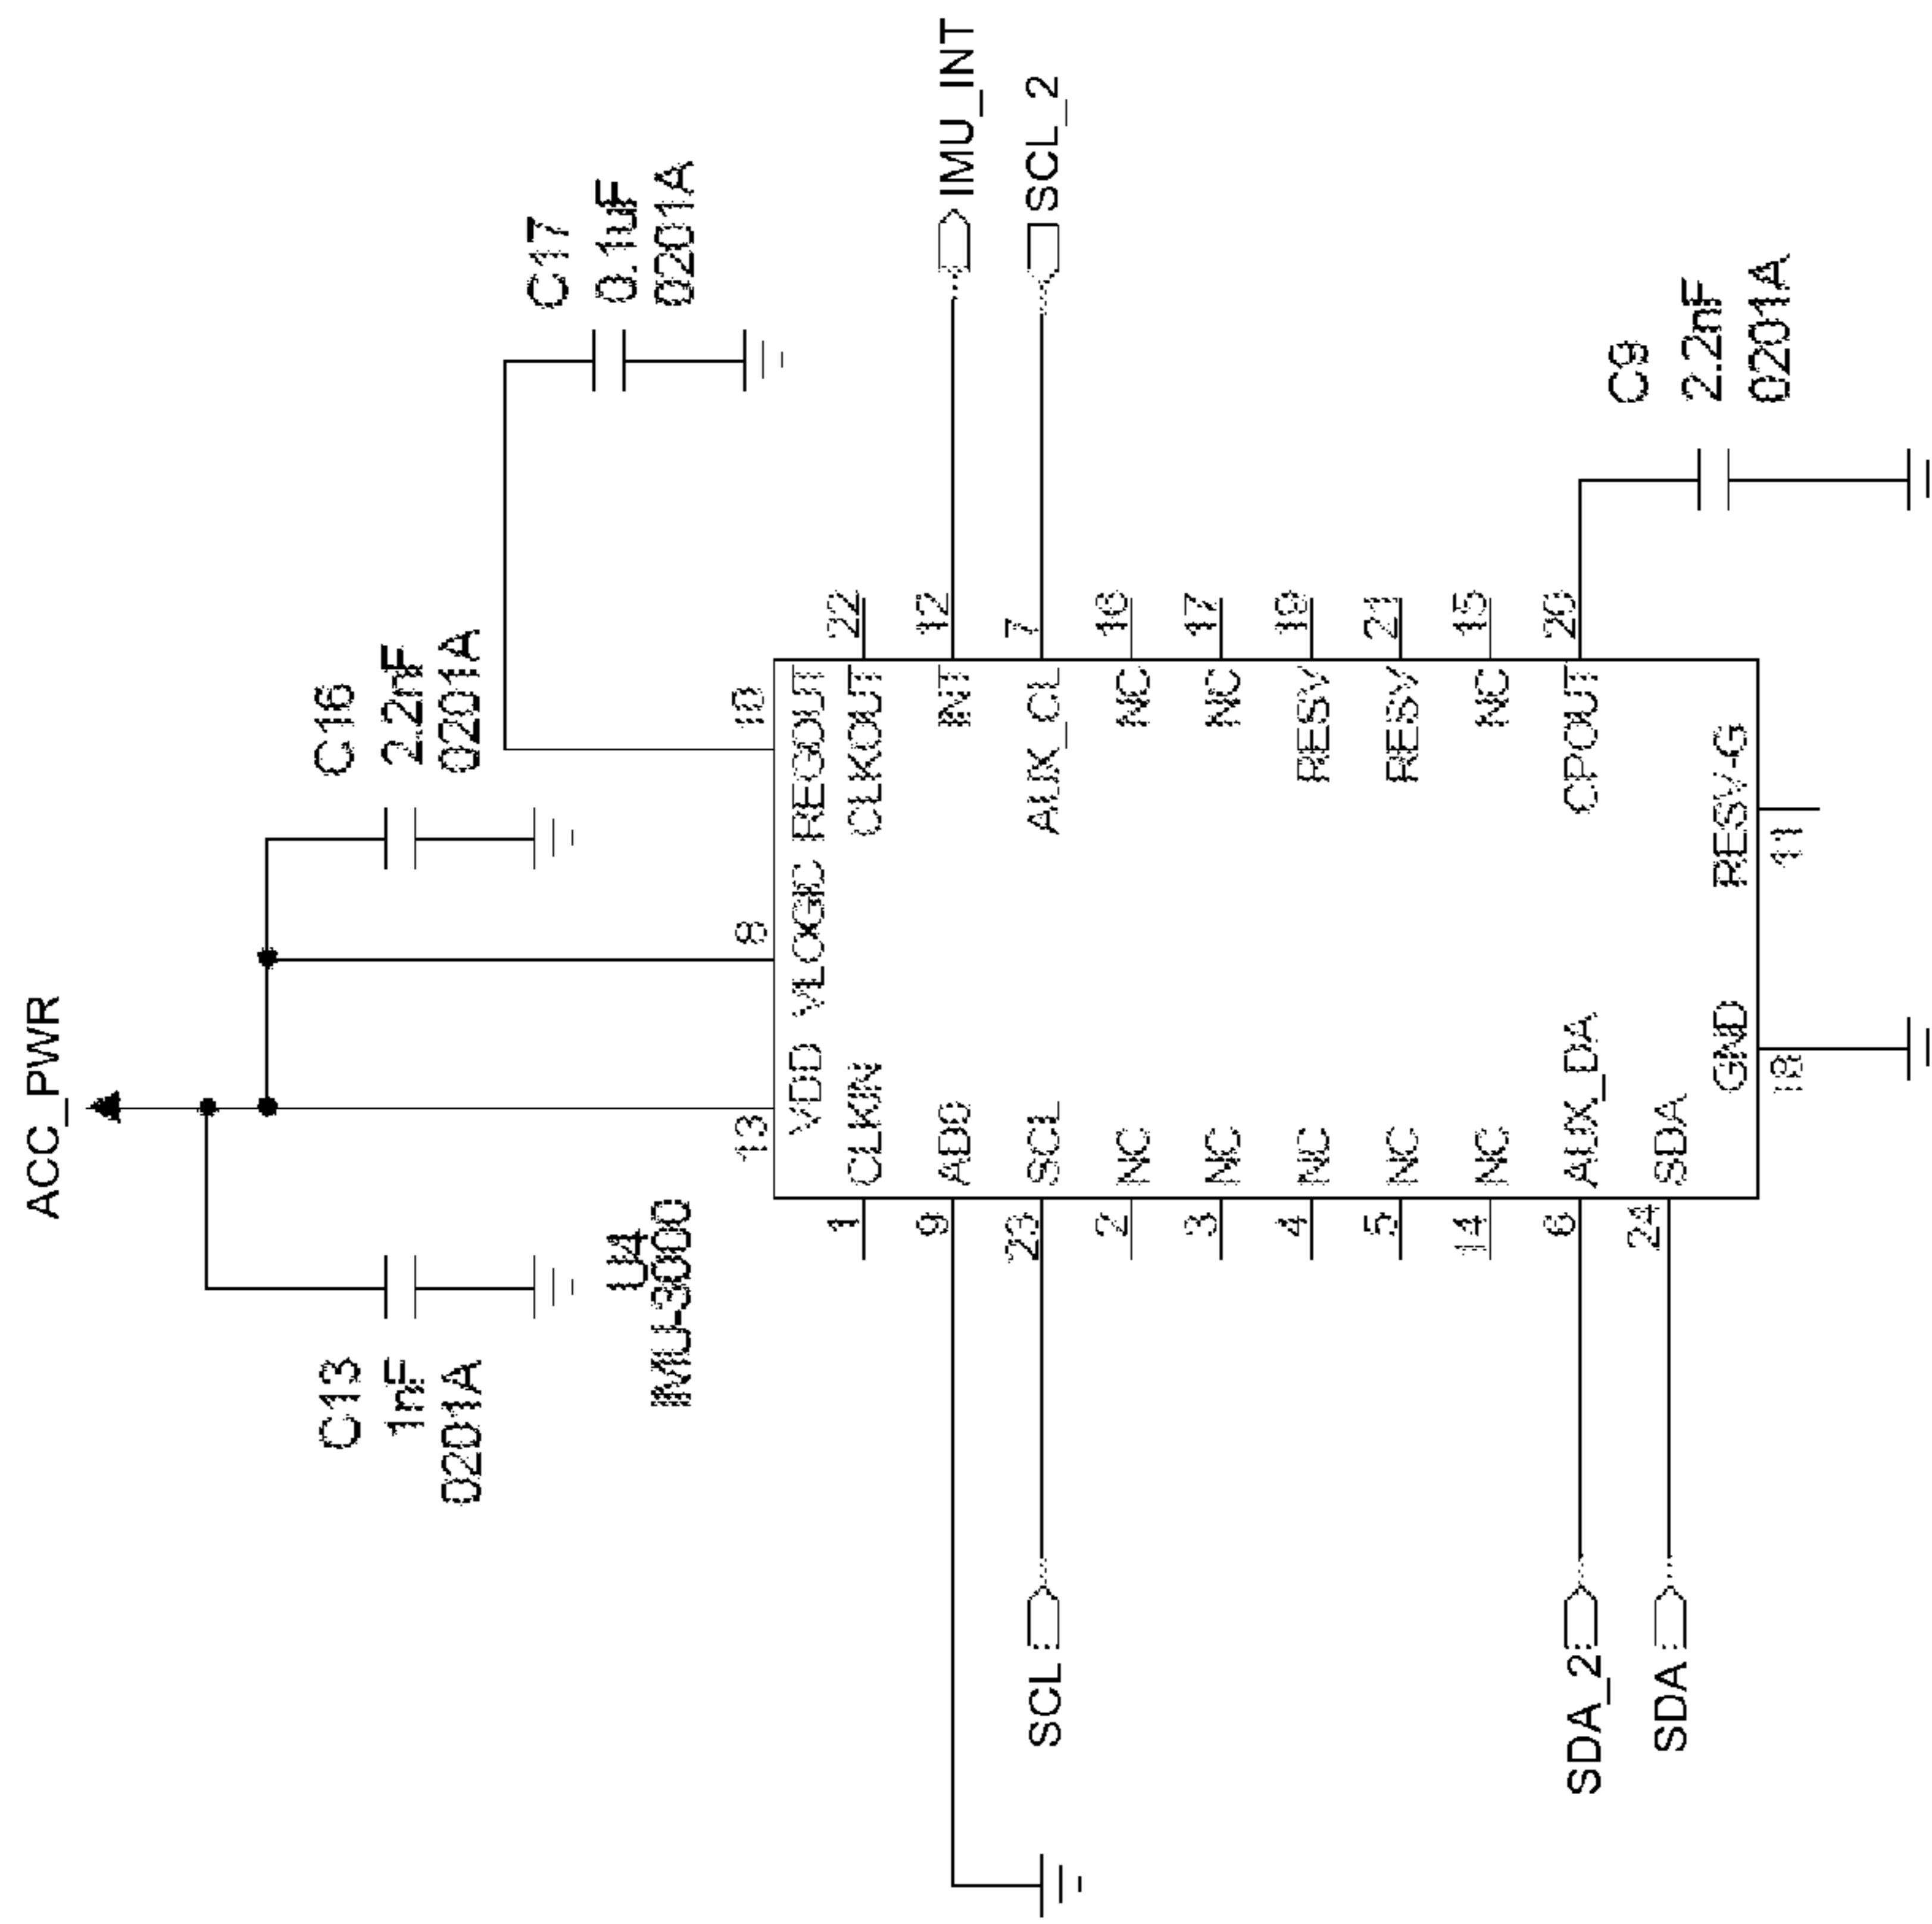 ACC_PWR
C13
1nF
0201A
C16
2.2nF
0201A
C17
0.1uF
0201A
U4
IMU-3000
13
8
10
VDD
VLOGIC
REGOUT
1
CLKIN
CLKOUT
22
9
AD0
INT
12
IMU_INT
SCL
23
SCL
AUX_CL
7
SCL_2
2
NC
NC
16
3
NC
NC
17
4
NC
RESV
19
5
NC
RESV
21
14
NC
NC
15
SDA_2
6
AUX_DA
CPOUT
20
SDA
24
SDA
GND
RESV-G
18
11
C9
2.2nF
0201A